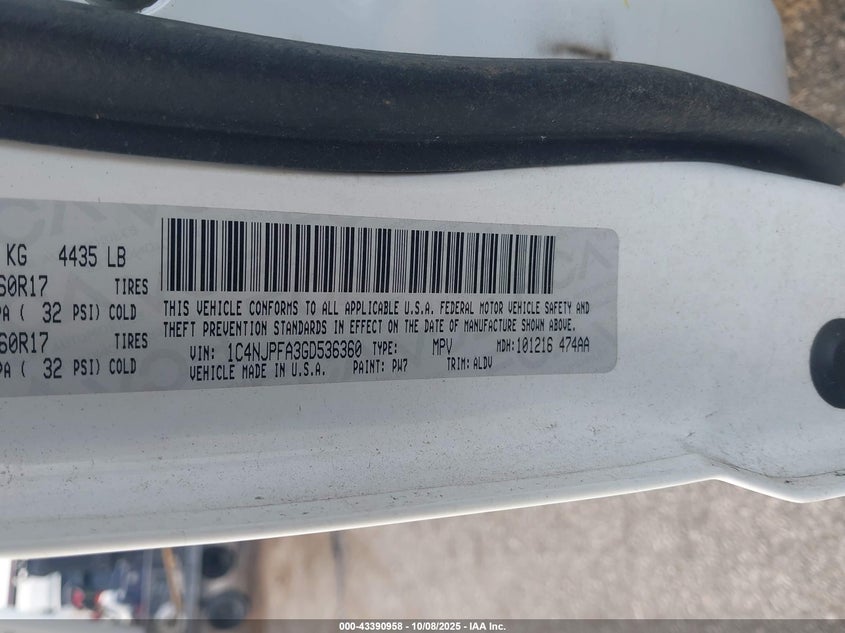 KG 4435 LB
60R17 TIRES
PA ( 32 PSI) COLD
60R17 TIRES
PA ( 32 PSI) COLD
THIS VEHICLE CONFORMS TO ALL APPLICABLE U.S.A. FEDERAL MOTOR VEHICLE SAFETY AND
THEFT PREVENTION STANDARDS IN EFFECT ON THE DATE OF MANUFACTURE SHOWN ABOVE.
VIN: 1C4NJPFA3GD536360 TYPE: MPV MDH: 101216 474AA
VEHICLE MADE IN U.S.A. PAINT: PW7 TRIM: ALDV
000-43390958 - 10/08/2025 - IAA Inc.